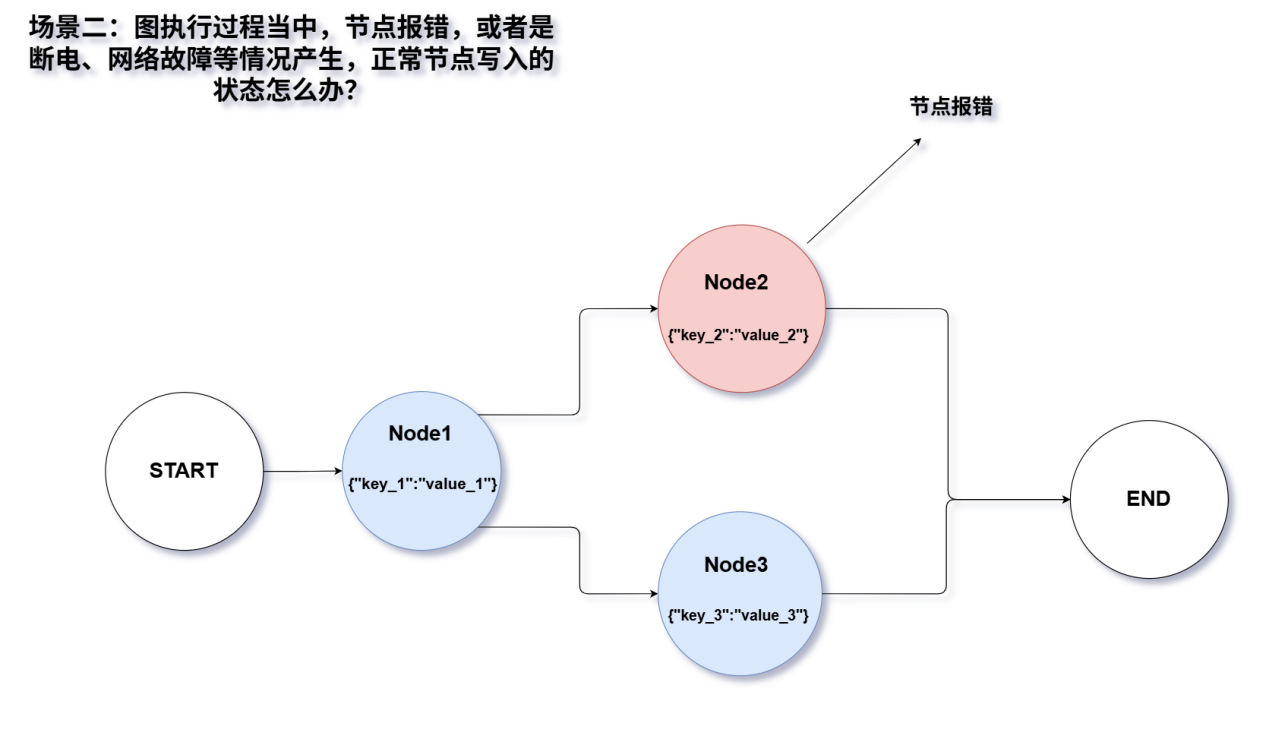 场景二：图执行过程当中，节点报错，或者是
断电、网络故障等情况产生，正常节点写入的
状态怎么办？
节点报错
Node2
{"key_2":"value_2"}
Node1
{"key_1":"value_1"}
START
END
Node3
{"key_3":"value_3"}